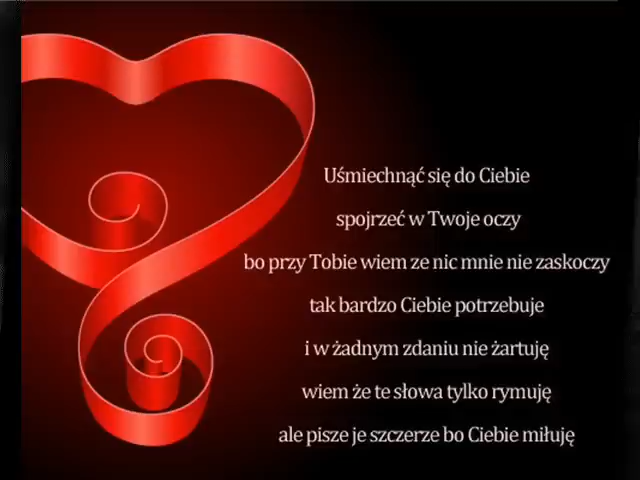 Uśmiechnąć się do Ciebie
spojrzeć w Twoje oczy
bo przy Tobie wiem ze nic mnie nie zaskoczy
tak bardzo Ciebie potrzebuje
i w żadnym zdaniu nie żartuję
wiem że te słowa tylko rymuję
ale pisze je szczerze bo Ciebie miłuję